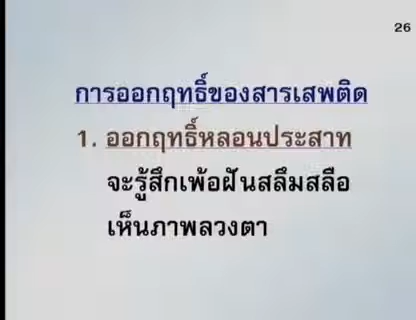 26
การออกฤทธิ์ของสารเสพติด
1. ออกฤทธิ์หลอนประสาท
จะรู้สึกเพ้อฝันสลึมสลือ
เห็นภาพลวงตา